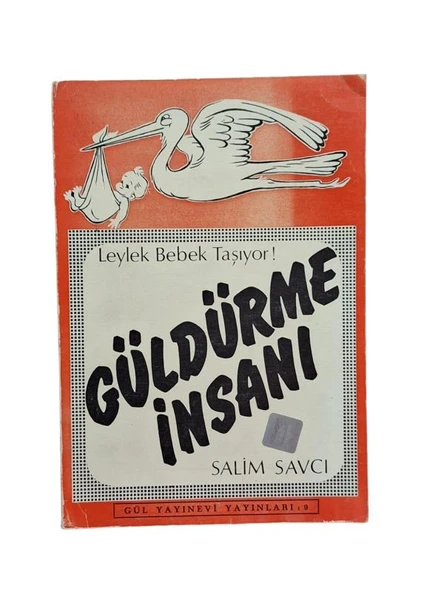 Leylek Bebek Taşıyor!
GÜLDÜRME
İNSANI
SALİM SAVCI
GÜL YAYINEVİ YAYINLARI: 9